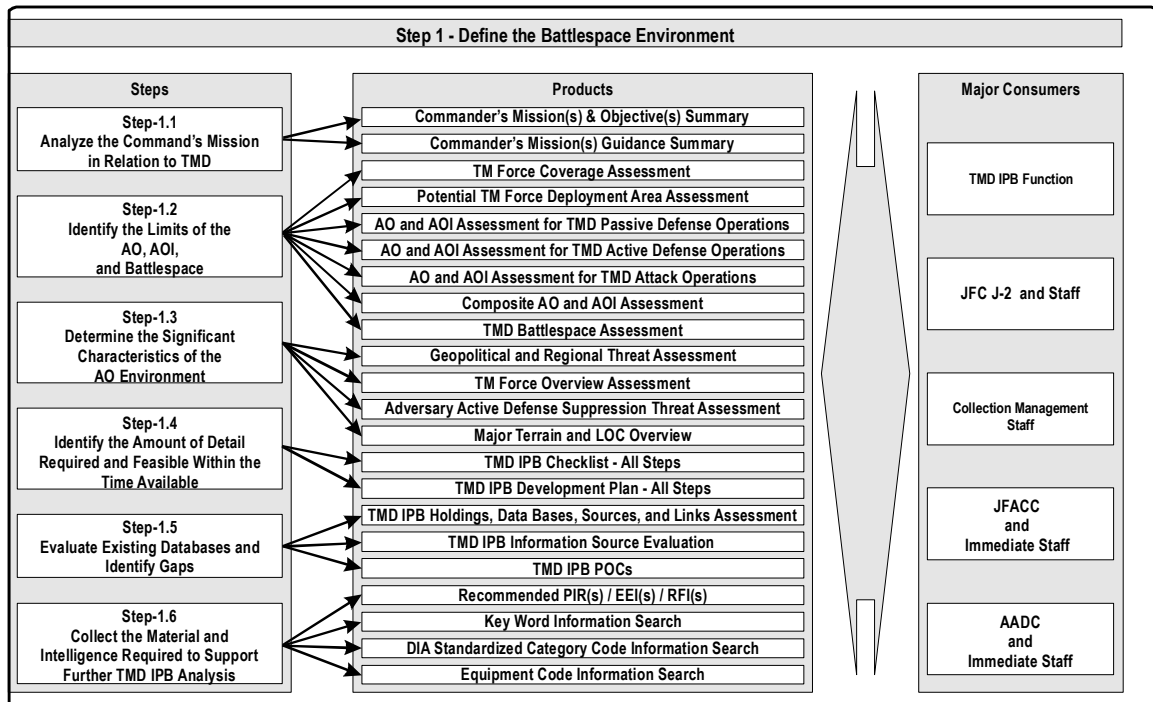 Step 1 - Define the Battlespace Environment
Steps
Step-1.1
Analyze the Command's Mission
in Relation to TMD
Step-1.2
Identify the Limits of the
AO, AOI,
and Battlespace
Step-1.3
Determine the Significant
Characteristics of the
AO Environment
Step-1.4
Identify the Amount of Detail
Required and Feasible Within the
Time Available
Step-1.5
Evaluate Existing Databases and
Identify Gaps
Step-1.6
Collect the Material and
Intelligence Required to Support
Further TMD IPB Analysis
Products
Commander's Mission(s) & Objective(s) Summary
Commander's Mission(s) Guidance Summary
TM Force Coverage Assessment
Potential TM Force Deployment Area Assessment
AO and AOI Assessment for TMD Passive Defense Operations
AO and AOI Assessment for TMD Active Defense Operations
AO and AOI Assessment for TMD Attack Operations
Composite AO and AOI Assessment
TMD Battlespace Assessment
Geopolitical and Regional Threat Assessment
TM Force Overview Assessment
Adversary Active Defense Suppression Threat Assessment
Major Terrain and LOC Overview
TMD IPB Checklist - All Steps
TMD IPB Development Plan - All Steps
TMD IPB Holdings, Data Bases, Sources, and Links Assessment
TMD IPB Information Source Evaluation
TMD IPB POCs
Recommended PIR(s) / EEI(s) / RFI(s)
Key Word Information Search
DIA Standardized Category Code Information Search
Equipment Code Information Search
Major Consumers
TMD IPB Function
JFC J-2 and Staff
Collection Management
Staff
JFACC
and
Immediate Staff
AADC
and
Immediate Staff